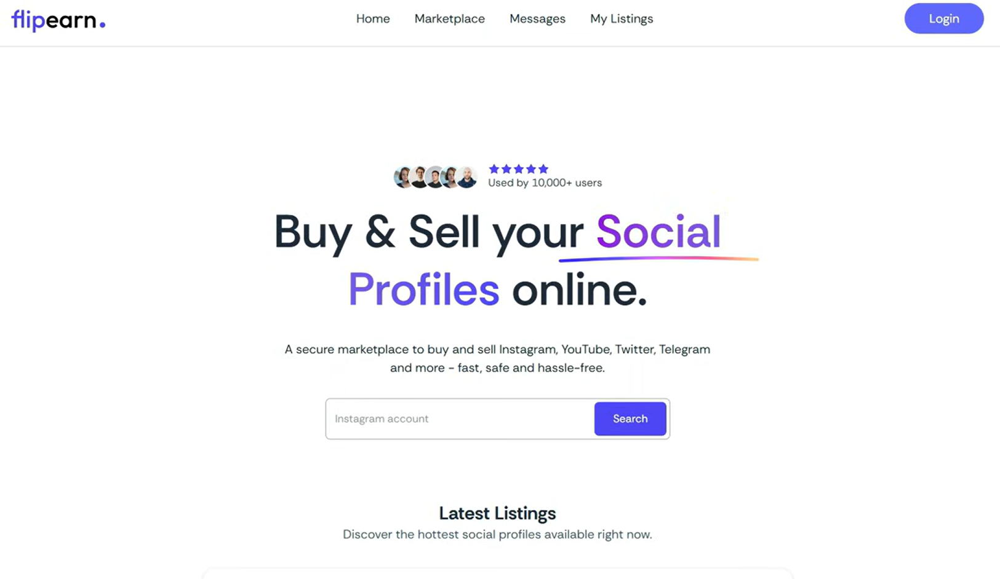 flipearn.
Home
Marketplace
Messages
My Listings
Login
Used by 10,000+ users
Buy & Sell your Social
Profiles online.
A secure marketplace to buy and sell Instagram, YouTube, Twitter, Telegram
and more - fast, safe and hassle-free.
Instagram account
Search
Latest Listings
Discover the hottest social profiles available right now.